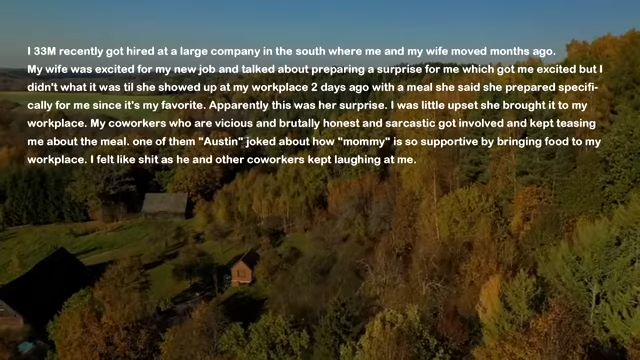 I 33M recently got hired at a large company in the south where me and my wife moved months ago.
My wife was excited for my new job and talked about preparing a surprise for me which got me excited but I
didn't what it was til she showed up at my workplace 2 days ago with a meal she said she prepared specifi-
cally for me since it's my favorite. Apparently this was her surprise. I was little upset she brought it to my
workplace. My coworkers who are vicious and brutally honest and sarcastic got involved and kept teasing
me about the meal. one of them "Austin" joked about how "mommy" is so supportive by bringing food to my
workplace. I felt like shit as he and other coworkers kept laughing at me.